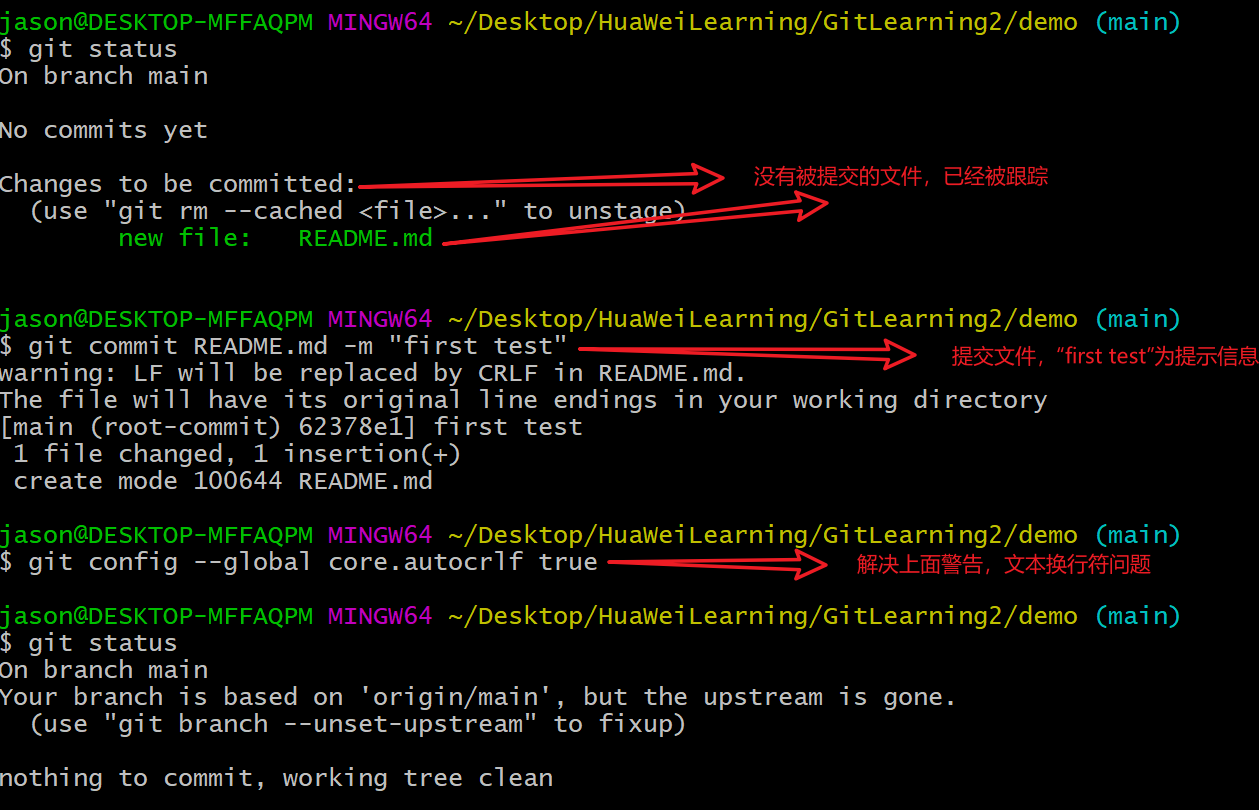 jason@DESKTOP-MFFAQPM MINGW64 ~/Desktop/HuaWeiLearning/GitLearning2/demo (main)
$ git status
On branch main
No commits yet
Changes to be committed:
没有被提交的文件，已经被跟踪
(use "git rm --cached <file>..." to unstage)
new file: README.md
jason@DESKTOP-MFFAQPM MINGW64 ~/Desktop/HuaWeiLearning/GitLearning2/demo (main)
$ git commit README.md -m "first test"
提交文件，“first test”为提示信息
warning: LF will be replaced by CRLF in README.md.
The file will have its original line endings in your working directory
[main (root-commit) 62378e1] first test
1 file changed, 1 insertion(+)
create mode 100644 README.md
jason@DESKTOP-MFFAQPM MINGW64 ~/Desktop/HuaWeiLearning/GitLearning2/demo (main)
$ git config --global core.autocrlf true
解决上面警告，文本换行符问题
jason@DESKTOP-MFFAQPM MINGW64 ~/Desktop/HuaWeiLearning/GitLearning2/demo (main)
$ git status
On branch main
Your branch is based on 'origin/main', but the upstream is gone.
(use "git branch --unset-upstream" to fixup)
nothing to commit, working tree clean